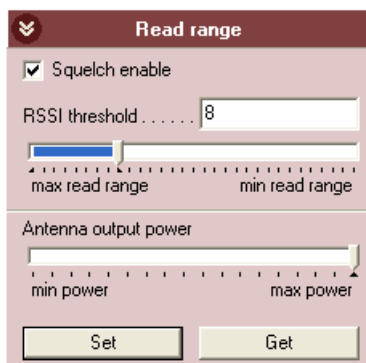 Read range
Squelch enable
RSSI threshold . . . . . . 8
max read range min read range
Antenna output power
min power max power
Set Get